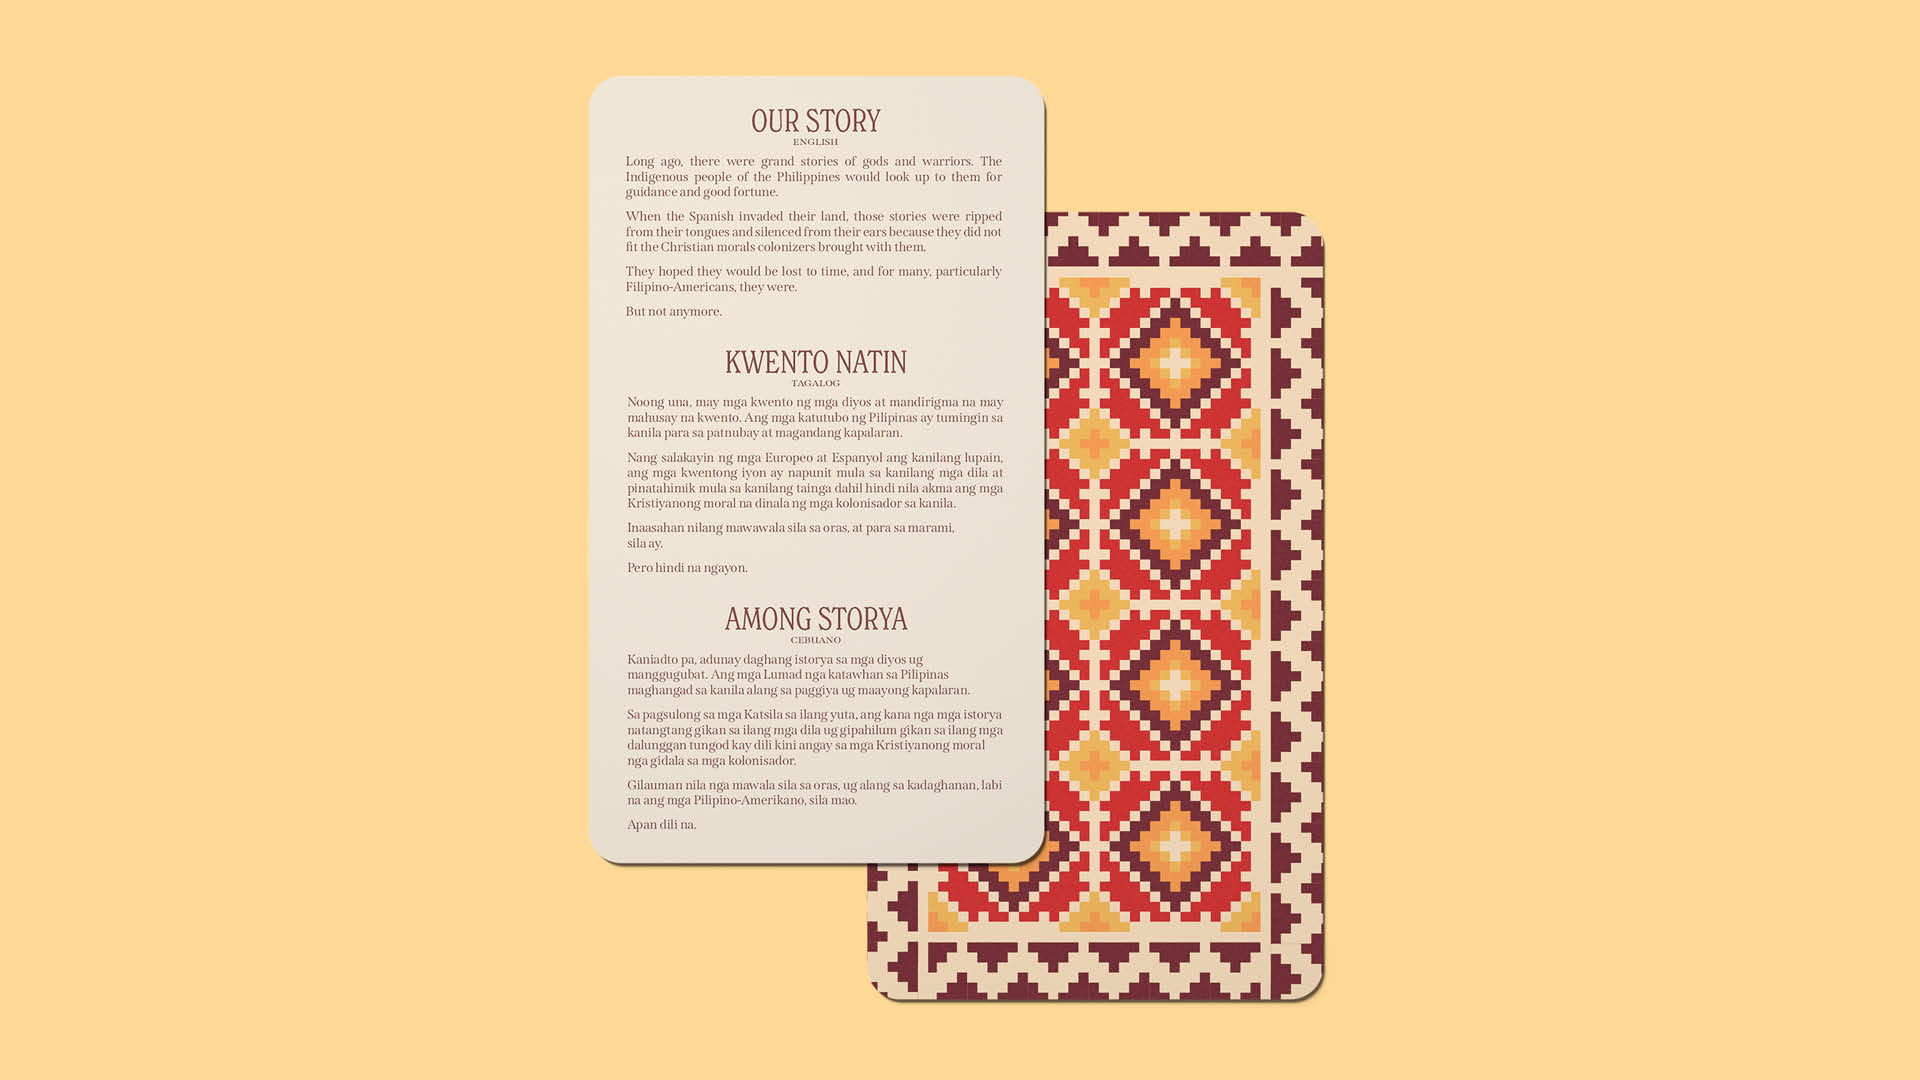 OUR STORY
ENGLISH
Long ago, there were grand stories of gods and warriors. The
Indigenous people of the Philippines would look up to them for
guidance and good fortune.
When the Spanish invaded their land, those stories were ripped
from their tongues and silenced from their ears because they did not
fit the Christian morals colonizers brought with them.
They hoped they would be lost to time, and for many, particularly
Filipino-Americans, they were.
But not anymore.
KWENTO NATIN
TAGALOG
Noong una, may mga kwento ng mga diyos at mandirigma na may
mahusay na kwento. Ang mga katutubo ng Pilipinas ay tumingin sa
kanila para sa patnubay at magandang kapalaran.
Nang salakayin ng mga Europeo at Espanyol ang kanilang lupain,
ang mga kwentong iyon ay napunit mula sa kanilang mga dila at
pinatahimik mula sa kanilang tainga dahil hindi nila akma ang mga
Kristiyanong moral na dinala ng mga kolonisador sa kanila.
Inaasahan nilang mawawala sila sa oras, at para sa marami,
sila ay.
Pero hindi na ngayon.
AMONG STORYA
CEBUANO
Kaniadto pa, adunay daghang istorya sa mga diyos ug
manggugubat. Ang mga Lumad nga katawhan sa Pilipinas
maghangad sa kanila alang sa paggiya ug maayong kapalaran.
Sa pagsulong sa mga Katsila sa ilang yuta, ang kana nga mga istorya
natangtang gikan sa ilang mga dila ug gipahilum gikan sa ilang mga
dalunggan tungod kay dili kini angay sa mga Kristiyanong moral
nga gidala sa mga kolonisador.
Gilauman nila nga mawala sila sa oras, ug alang sa kadaghanan, labi
na ang mga Pilipino-Amerikano, sila mao.
Apan dili na.